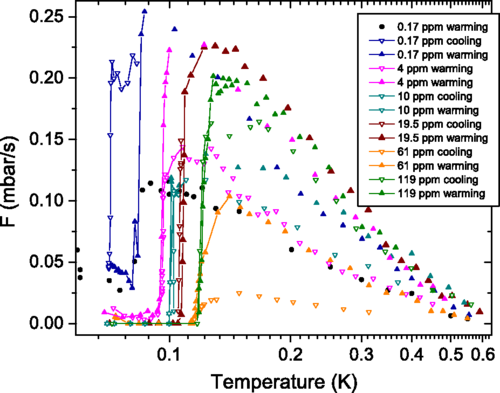 0.25
0.20
0.15
0.10
0.05
0.00
F (mbar/s)
0.1
0.2
0.3
0.4
0.5
0.6
Temperature (K)
0.17 ppm warming
0.17 ppm cooling
0.17 ppm warming
4 ppm warming
4 ppm warming
10 ppm cooling
10 ppm warming
19.5 ppm cooling
19.5 ppm warming
61 ppm cooling
61 ppm warming
119 ppm cooling
119 ppm warming